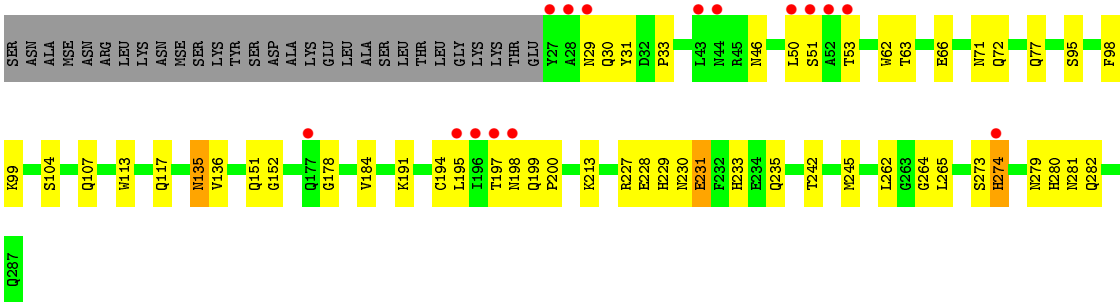 SER ASN ALA MSE ASN ARG LEU LYS ASN MSE SER LYS TYR SER ASP ALA LYS GLU LEU ALA SER LEU THR LEU GLY LYS LYS THR GLU Y27 A28 N29 Q30 Y31 D32 P33 L43 N44 R45 N46 L50 S51 A52 T53 W62 T63 E66 N71 Q72 Q77 S95 F98
K99 S104 Q107 W113 Q117 N135 V136 Q151 G152 Q177 G178 V184 K191 C194 L195 I196 T197 N198 Q199 P200 K213 R227 E228 H229 N230 E231 F232 H233 E234 Q235 T242 M245 L262 G263 G264 L265 S273 H274 N279 H280 N281 Q282
Q287